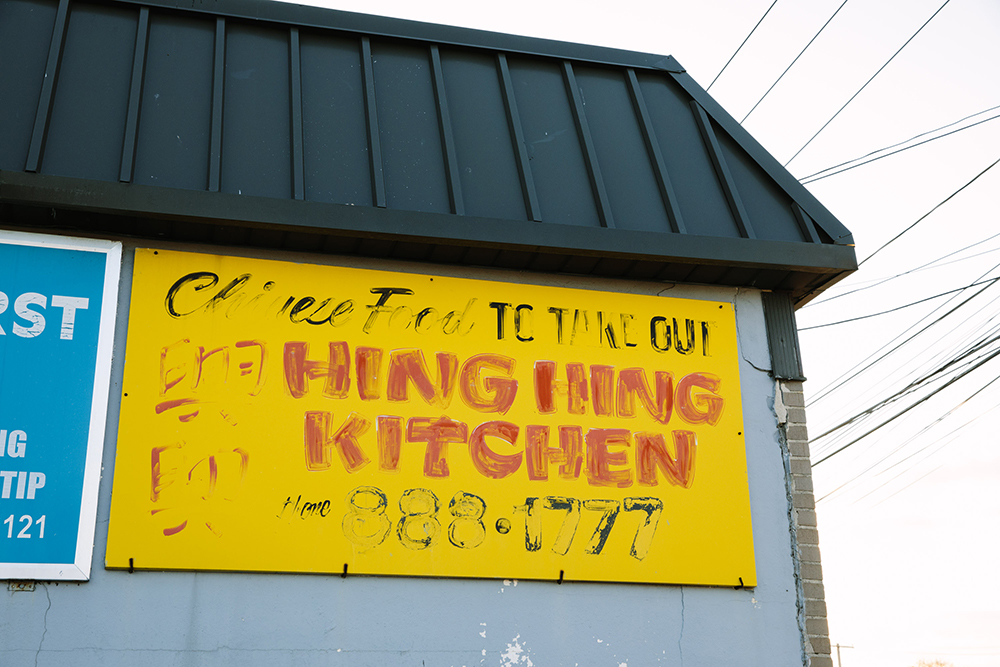 RST
NG
TIP
121
Chinese Food TO TAKE OUT
HING HING
KITCHEN
Phone 888·1777